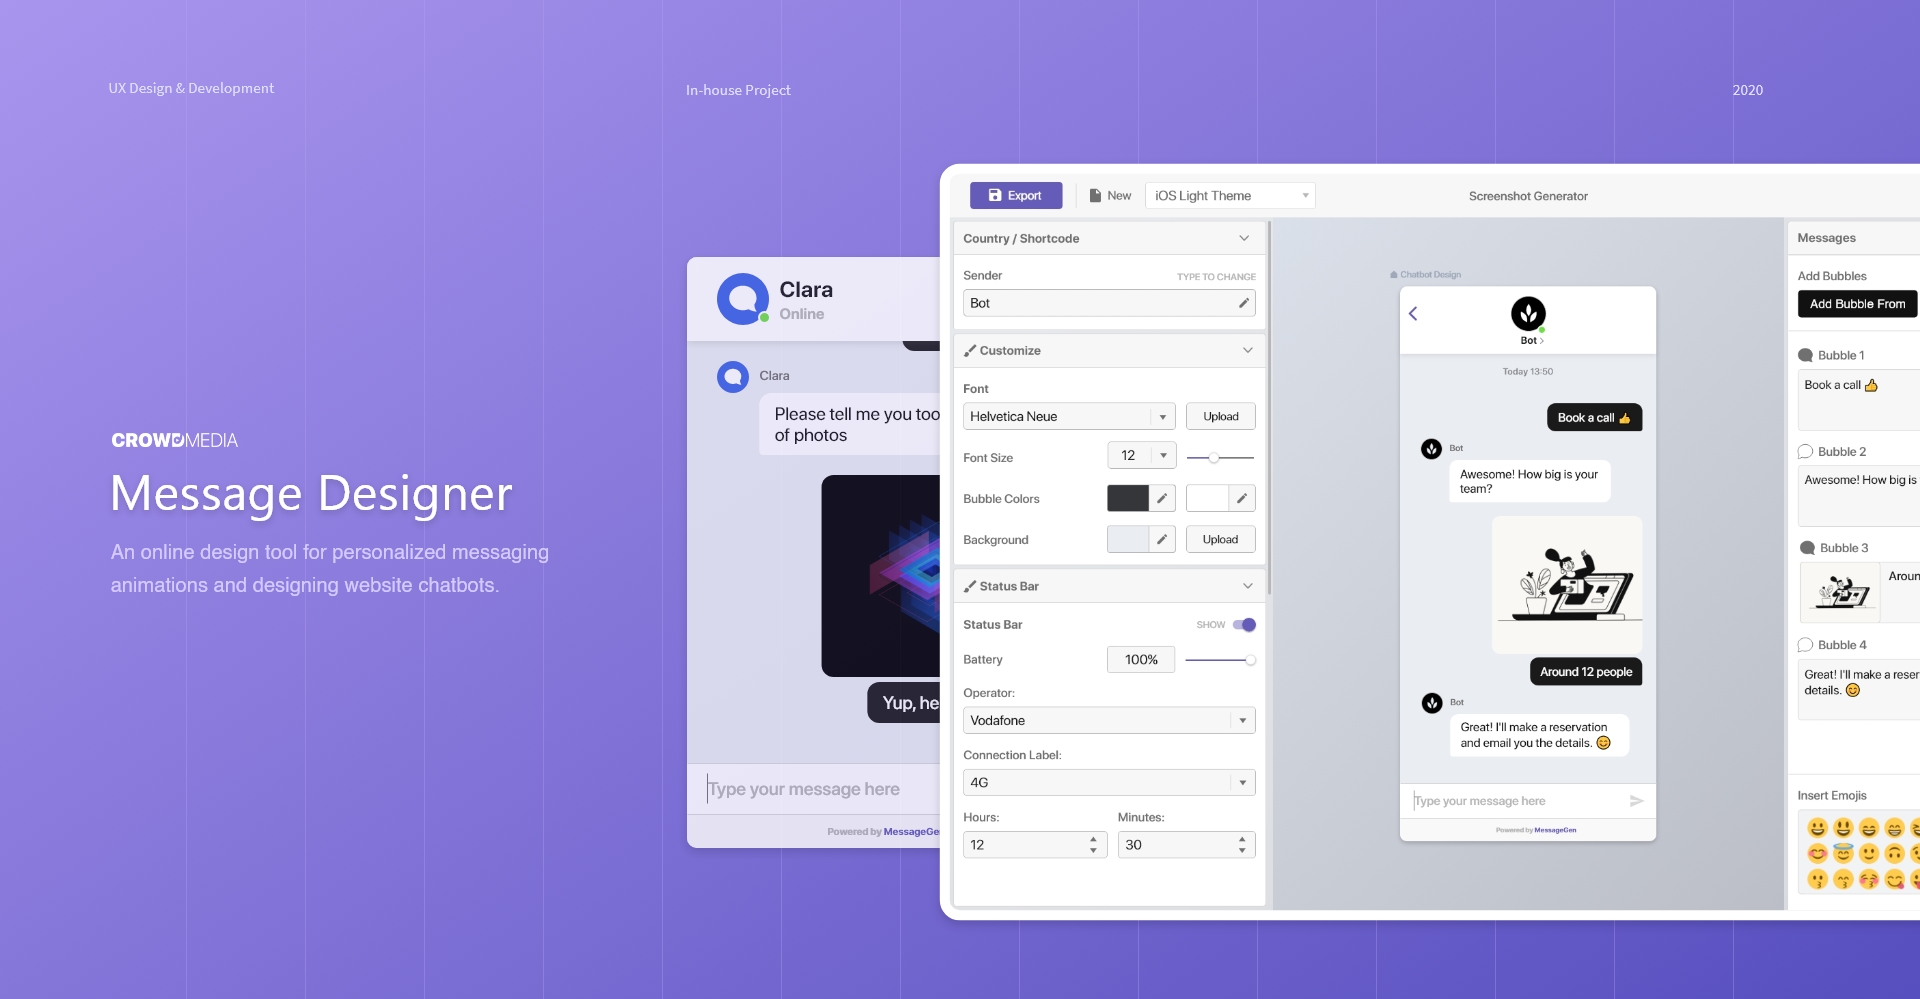 UX Design & Development
In-house Project
2020
CROWDMEDIA
Message Designer
An online design tool for personalized messaging
animations and designing website chatbots.
Clara
Online
Clara
Please tell me you too
of photos
Yup, he
Type your message here
Powered by MessageGe
Export
New
iOS Light Theme
Screenshot Generator
Country / Shortcode
Sender
TYPE TO CHANGE
Bot
Customize
Font
Helvetica Neue
Upload
Font Size
12
Bubble Colors
Background
Upload
Status Bar
Status Bar
SHOW
Battery
100%
Operator:
Vodafone
Connection Label:
4G
Hours:
Minutes:
12
30
Chatbot Design
Bot >
Today 13:50
Book a call 👍
Bot
Awesome! How big is your
team?
Around 12 people
Bot
Great! I'll make a reservation
and email you the details. 😊
Type your message here
Powered by MessageGen
Messages
Add Bubbles
Add Bubble From
Bubble 1
Book a call 👍
Bubble 2
Awesome! How big is
Bubble 3
Aroun
Bubble 4
Great! I'll make a reser
details. 😊
Insert Emojis